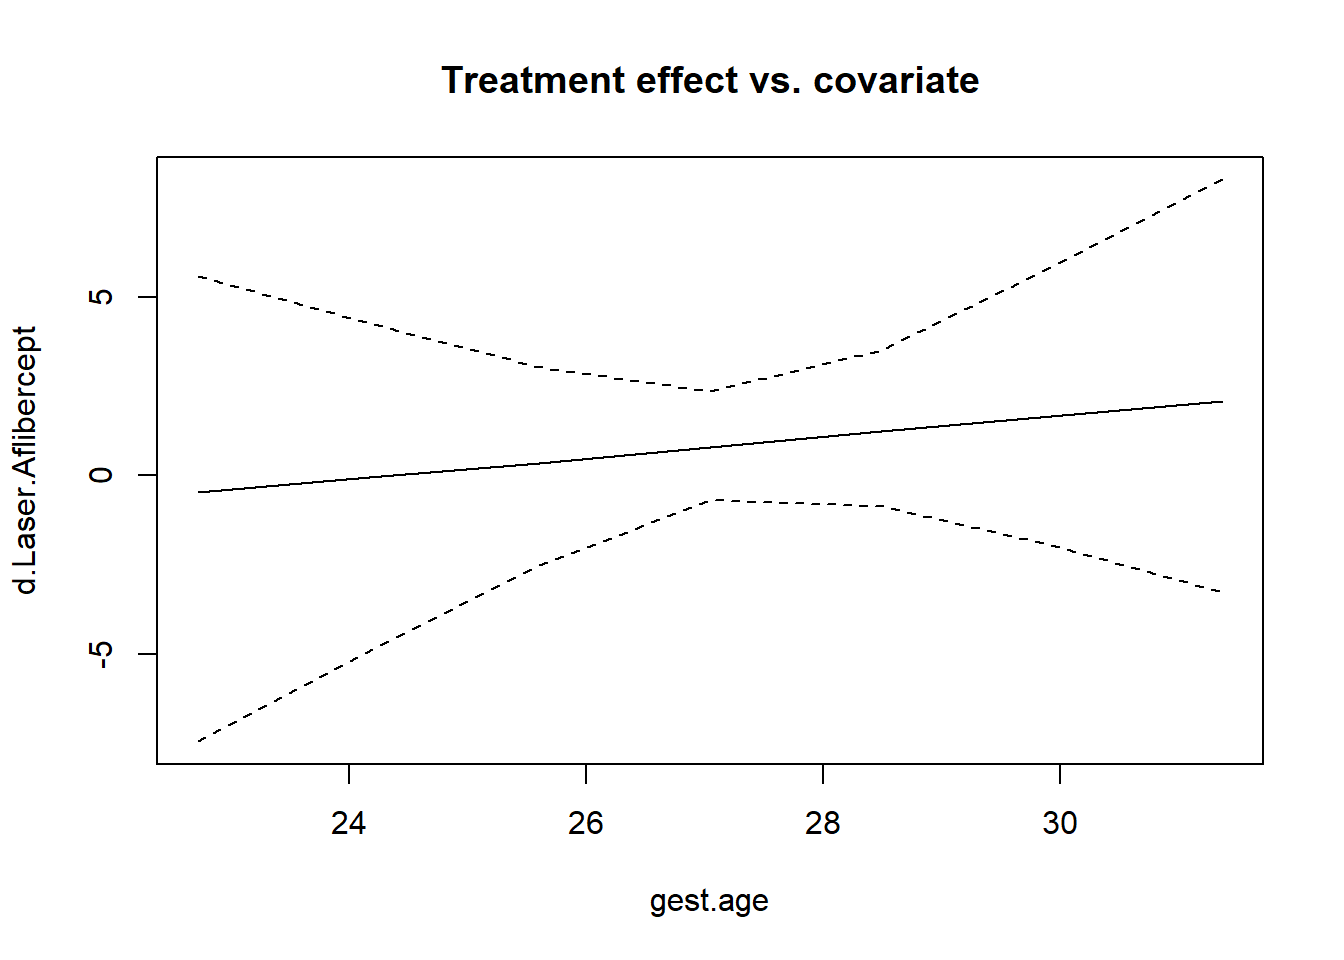 Treatment effect vs. covariate
d.Laser.Aflibercept
5
0
-5
24 26 28 30
gest.age